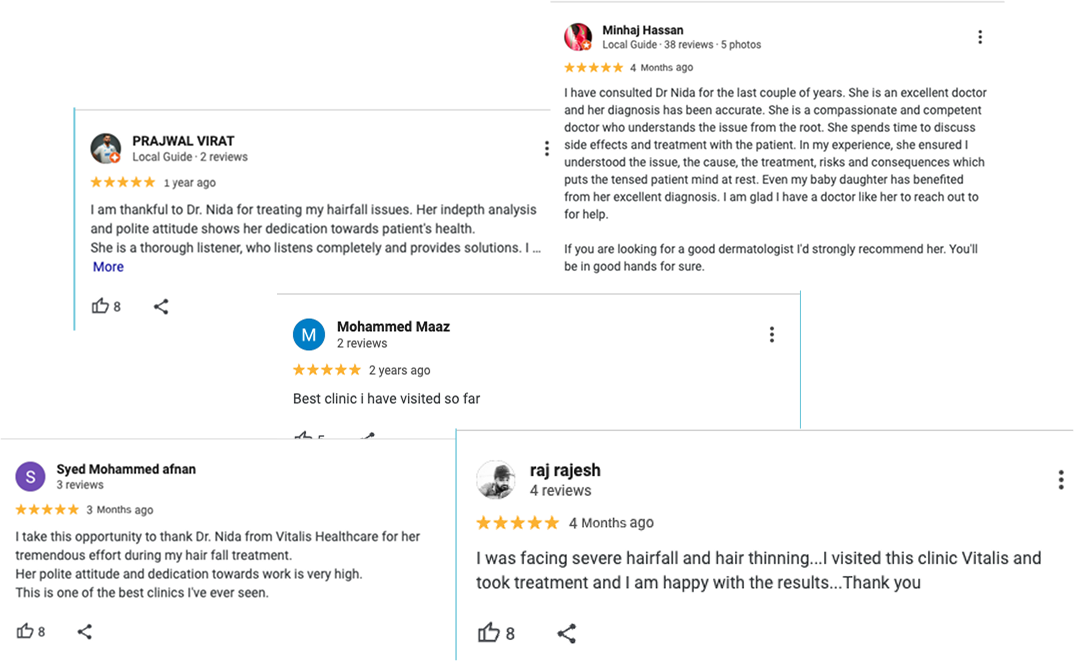 Minhaj Hassan
Local Guide · 38 reviews · 5 photos
4 Months ago
I have consulted Dr Nida for the last couple of years. She is an excellent doctor
and her diagnosis has been accurate. She is a compassionate and competent
doctor who understands the issue from the root. She spends time to discuss
side effects and treatment with the patient. In my experience, she ensured I
understood the issue, the cause, the treatment, risks and consequences which
puts the tensed patient mind at rest. Even my baby daughter has benefited
from her excellent diagnosis. I am glad I have a doctor like her to reach out to
for help.
If you are looking for a good dermatologist I'd strongly recommend her. You'll
be in good hands for sure.
PRAJWAL VIRAT
Local Guide · 2 reviews
1 year ago
I am thankful to Dr. Nida for treating my hairfall issues. Her indepth analysis
and polite attitude shows her dedication towards patient's health.
She is a thorough listener, who listens completely and provides solutions. I ...
More
8
M
Mohammed Maaz
2 reviews
2 years ago
Best clinic i have visited so far
S
Syed Mohammed afnan
3 reviews
3 Months ago
I take this opportunity to thank Dr. Nida from Vitalis Healthcare for her
tremendous effort during my hair fall treatment.
Her polite attitude and dedication towards work is very high.
This is one of the best clinics I've ever seen.
8
raj rajesh
4 reviews
4 Months ago
I was facing severe hairfall and hair thinning...I visited this clinic Vitalis and
took treatment and I am happy with the results...Thank you
8